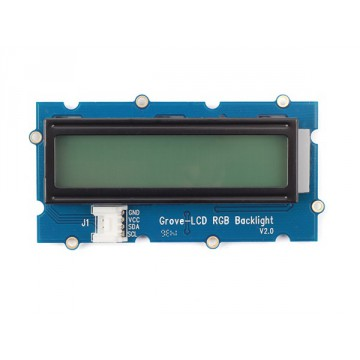 J1
GND
VCC
SDA
SCL
Grove-LCD RGB Backlight
V2.0